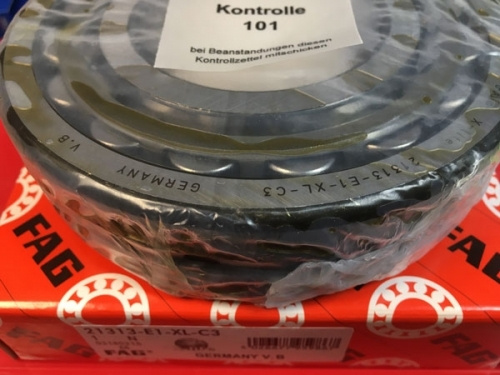 Kontrolle
101
bei Beanstandungen diesen
Kontrollzettel mitschicken
V.B
GERMANY
21313-E1-XL-C3
X
FAG
FAG
21313-E1-XL-C3
1 N
FAG
GERMANY V.B